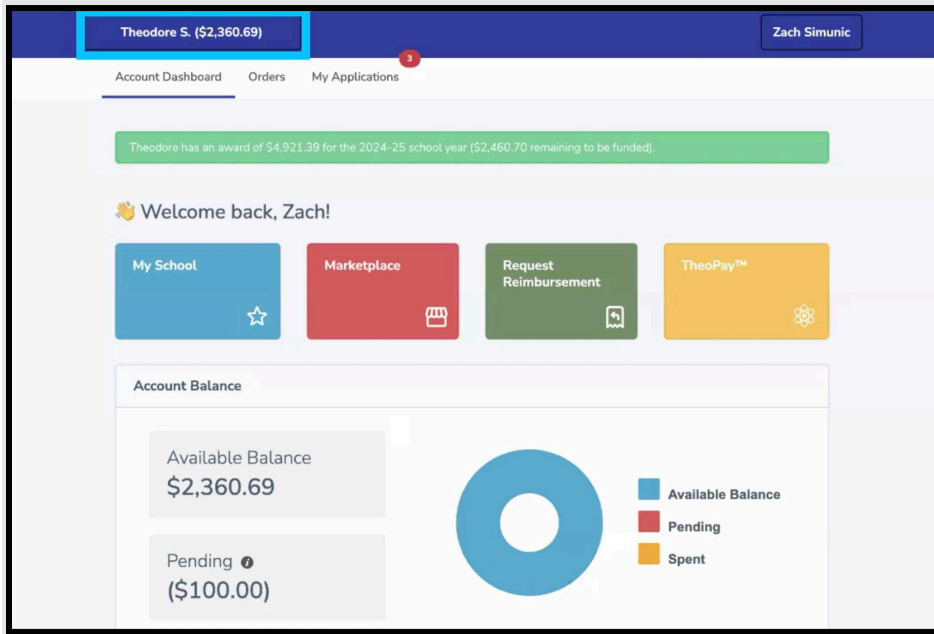 Theodore S. ($2,360.69)
Zach Simunic
Account Dashboard
Orders
My Applications
3
Theodore has an award of $4,921.39 for the 2024-25 school year ($2,460.70 remaining to be funded).
👋 Welcome back, Zach!
My School
Marketplace
Request
Reimbursement
TheoPay™
Account Balance
Available Balance
$2,360.69
Pending
($100.00)
Available Balance
Pending
Spent